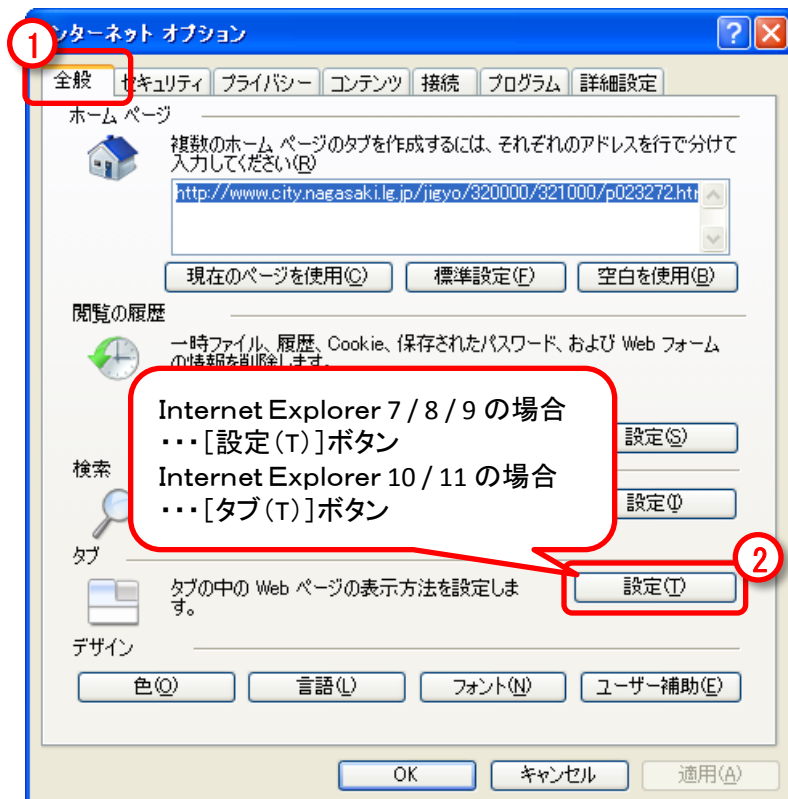 1
ンターネット オプション
全般 セキュリティ プライバシー コンテンツ 接続 プログラム 詳細設定
ホーム ページ
複数のホーム ページのタブを作成するには、それぞれのアドレスを行で分けて
入力してください(R)
http://www.city.nagasaki.lg.jp/jigyo/320000/321000/p023272.htm
現在のページを使用(C) 標準設定(F) 空白を使用(B)
閲覧の履歴
一時ファイル、履歴、Cookie、保存されたパスワード、および Web フォーム
の情報を削除します。
Internet Explorer 7 / 8 / 9 の場合
・・・[設定(T)]ボタン
Internet Explorer 10 / 11 の場合
・・・[タブ(T)]ボタン
設定(S)
検索
設定(I)
タブ
2
タブの中の Web ページの表示方法を設定しま
す。
設定(T)
デザイン
色(O) 言語(L) フォント(N) ユーザー補助(E)
OK キャンセル 適用(A)